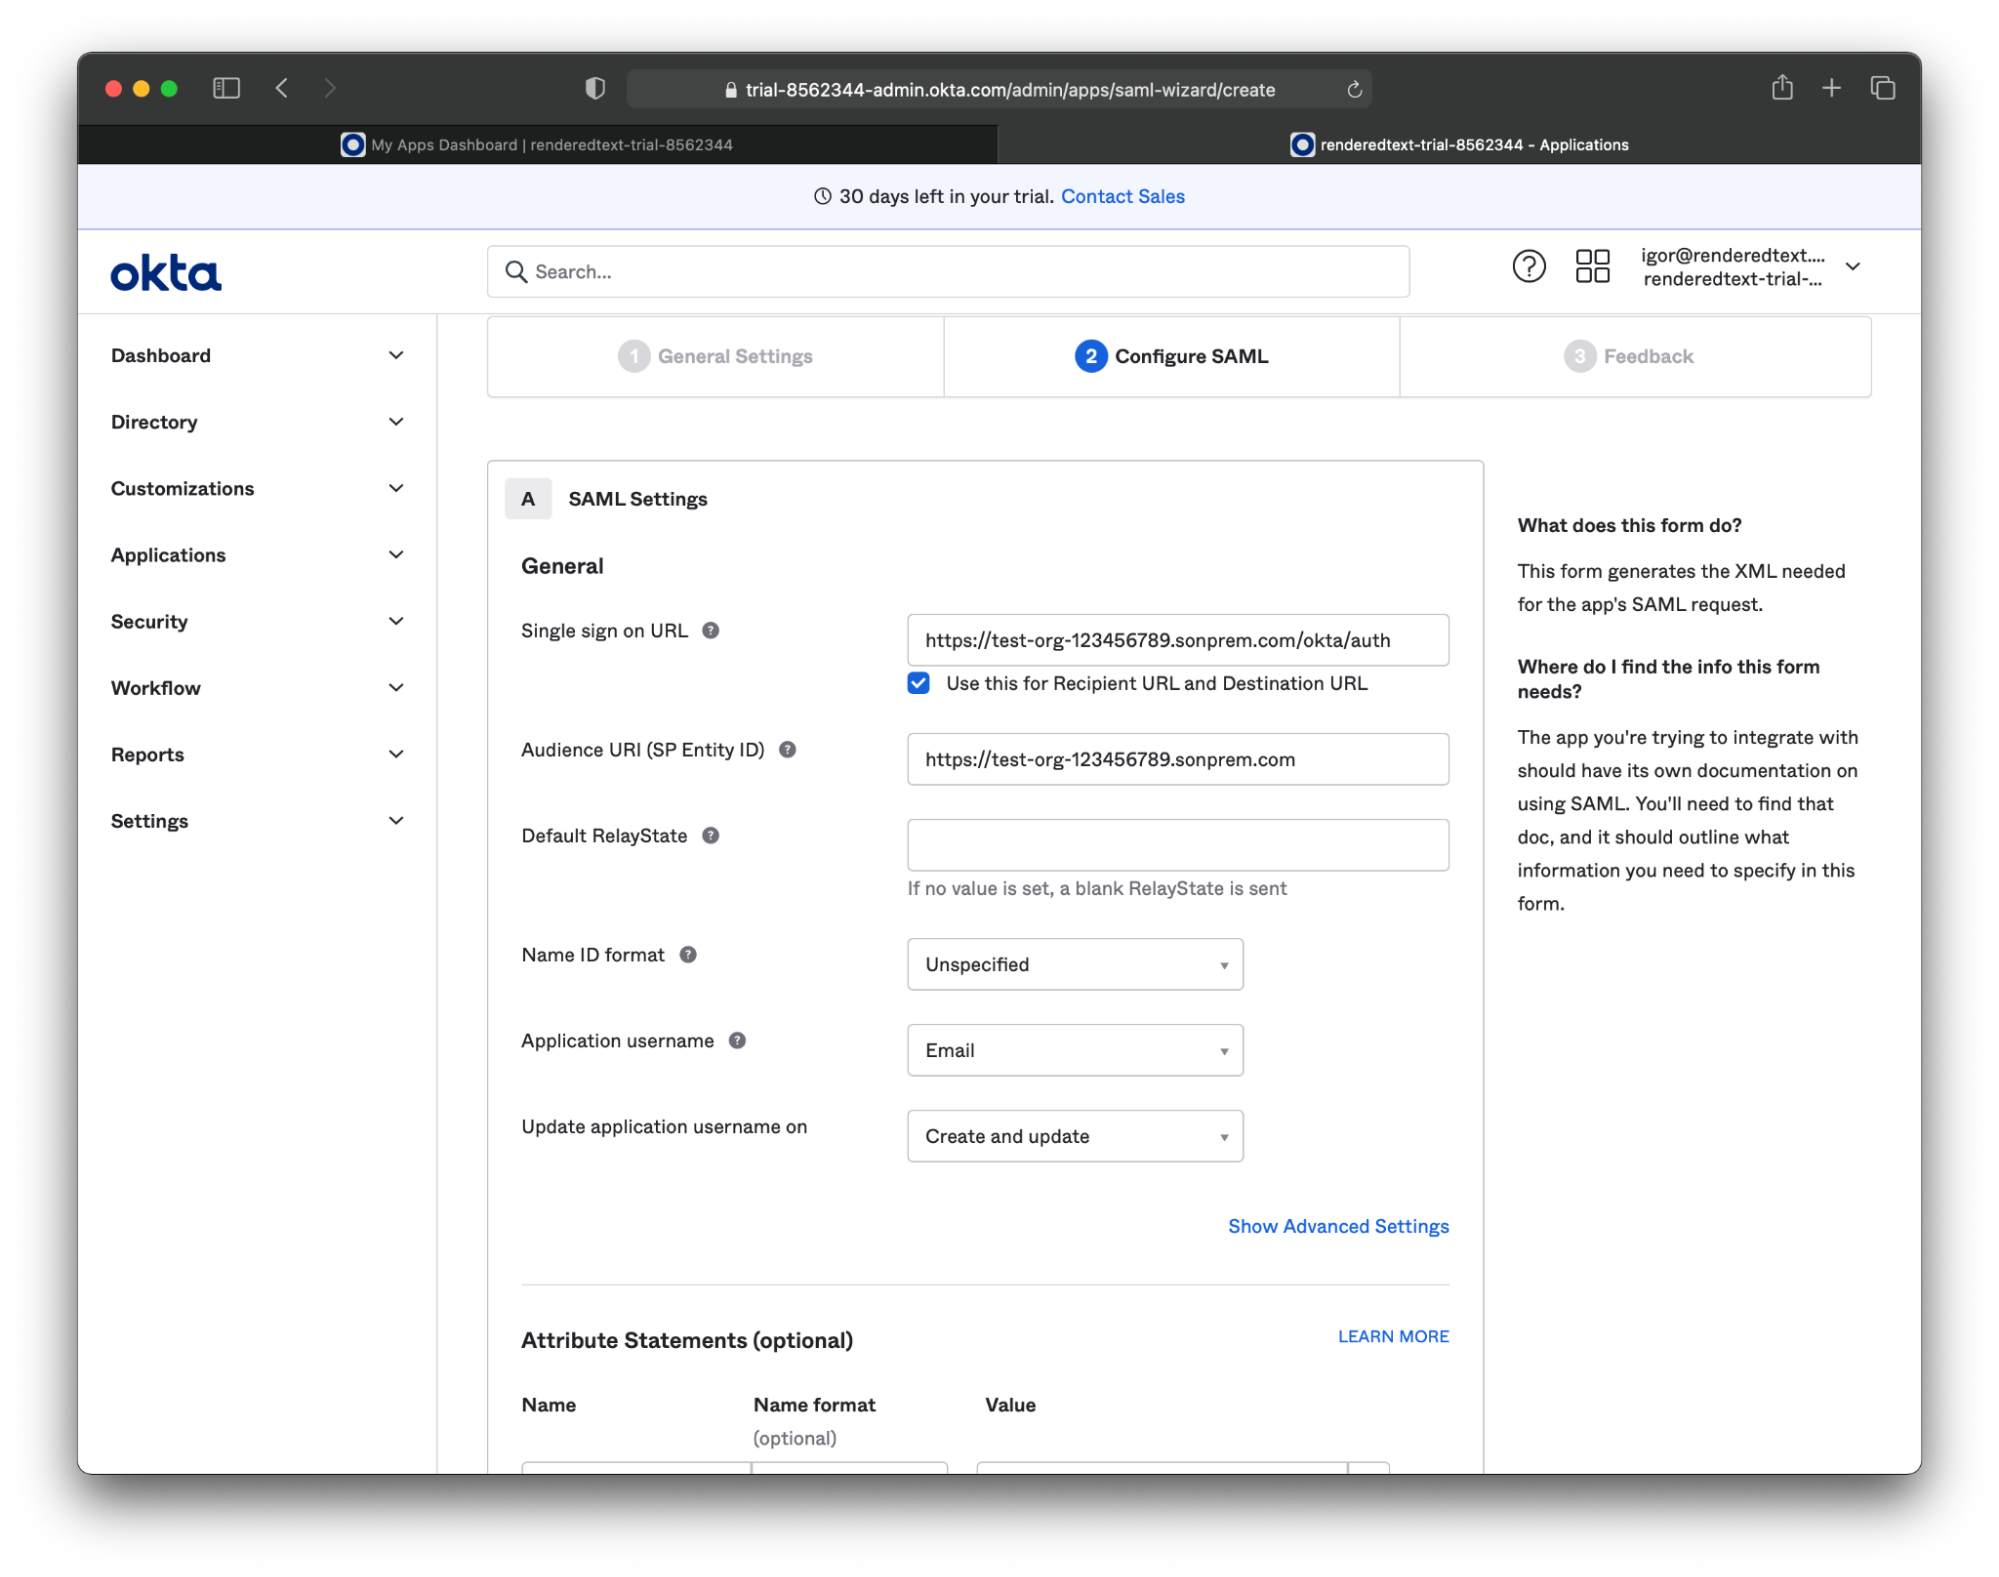 trial-8562344-admin.okta.com/admin/apps/saml-wizard/create
My Apps Dashboard | renderedtext-trial-8562344
renderedtext-trial-8562344 - Applications
30 days left in your trial. Contact Sales
okta
Search...
igor@renderedtext....
renderedtext-trial-...
Dashboard
Directory
Customizations
Applications
Security
Workflow
Reports
Settings
1 General Settings
2 Configure SAML
3 Feedback
A SAML Settings
General
Single sign on URL ?
https://test-org-123456789.sonprem.com/okta/auth
Use this for Recipient URL and Destination URL
Audience URI (SP Entity ID) ?
https://test-org-123456789.sonprem.com
Default RelayState ?
If no value is set, a blank RelayState is sent
Name ID format ?
Unspecified
Application username ?
Email
Update application username on
Create and update
Show Advanced Settings
Attribute Statements (optional)
LEARN MORE
Name
Name format
(optional)
Value
What does this form do?
This form generates the XML needed
for the app's SAML request.
Where do I find the info this form
needs?
The app you're trying to integrate with
should have its own documentation on
using SAML. You'll need to find that
doc, and it should outline what
information you need to specify in this
form.